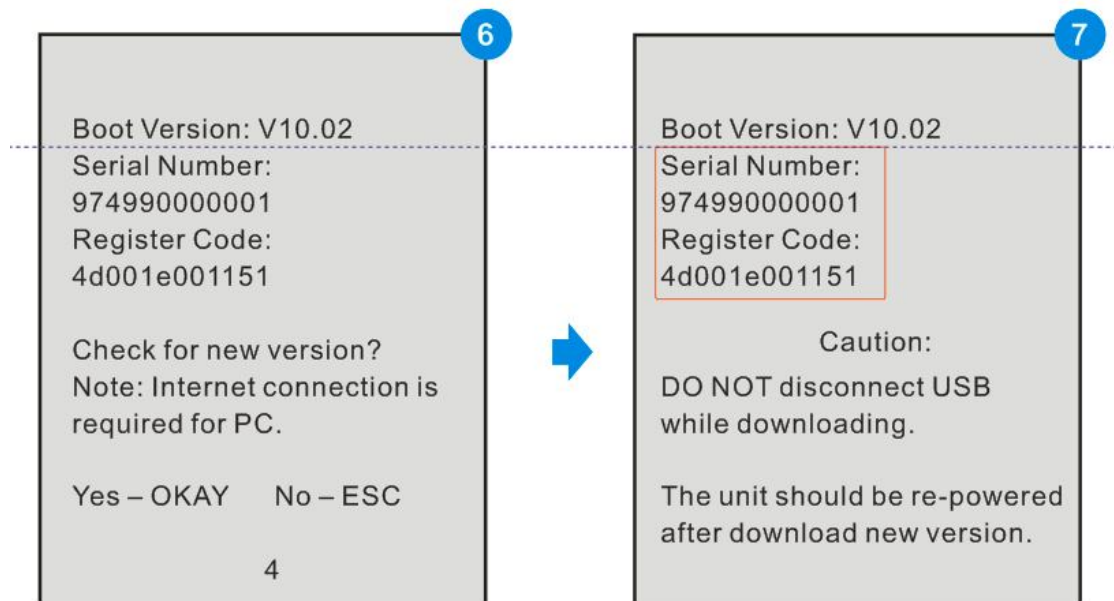 6
Boot Version: V10.02
Serial Number:
974990000001
Register Code:
4d001e001151
Check for new version?
Note: Internet connection is
required for PC.
Yes – OKAY No – ESC
4
7
Boot Version: V10.02
Serial Number:
974990000001
Register Code:
4d001e001151
Caution:
DO NOT disconnect USB
while downloading.
The unit should be re-powered
after download new version.